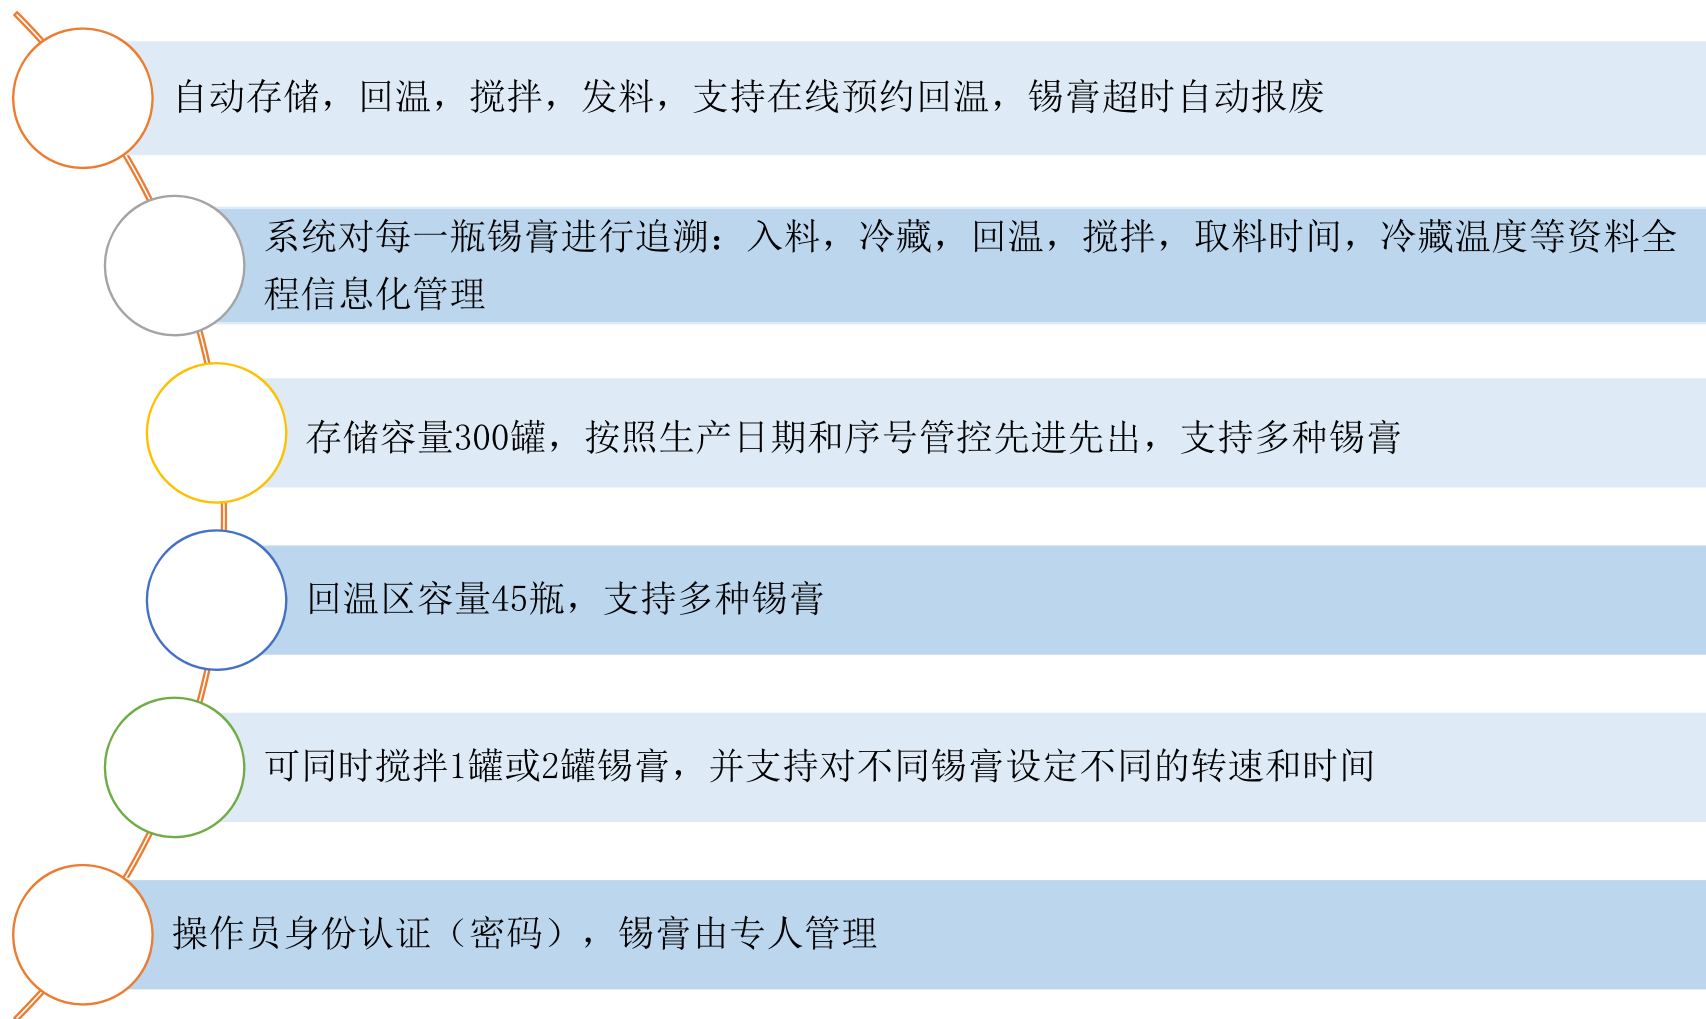 自动存储，回温，搅拌，发料，支持在线预约回温，锡膏超时自动报废
系统对每一瓶锡膏进行追溯：入料，冷藏，回温，搅拌，取料时间，冷藏温度等资料全
程信息化管理
存储容量300罐，按照生产日期和序号管控先进先出，支持多种锡膏
回温区容量45瓶，支持多种锡膏
可同时搅拌1罐或2罐锡膏，并支持对不同锡膏设定不同的转速和时间
操作员身份认证（密码），锡膏由专人管理